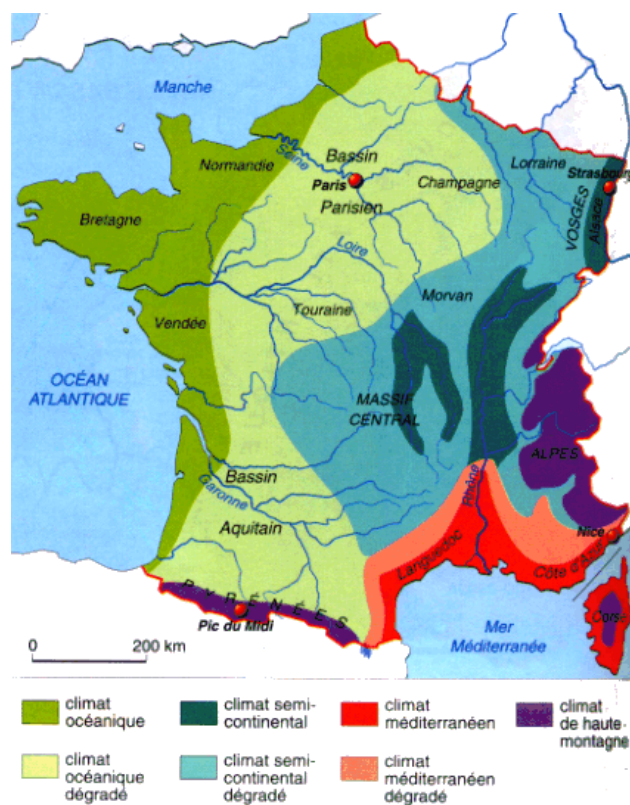 Manche
Normandie
Seine
Bassin
Paris
Parisien
Champagne
Lorraine
Strasbourg
VOSGES
Alsace
Bretagne
Loire
Morvan
Touraine
Vendée
OCÉAN
ATLANTIQUE
MASSIF
CENTRAL
ALPES
Bassin
Garonne
Aquitain
Rhône
Languedoc
Nice
Côte d'Azur
PYRÉNÉES
Pic du Midi
Mer
Méditerranée
Corse
0 200 km
climat
océanique
climat semi-
continental
climat
méditerranéen
climat
de haute-
montagne
climat
océanique
dégradé
climat semi-
continental
dégradé
climat
méditerranéen
dégradé